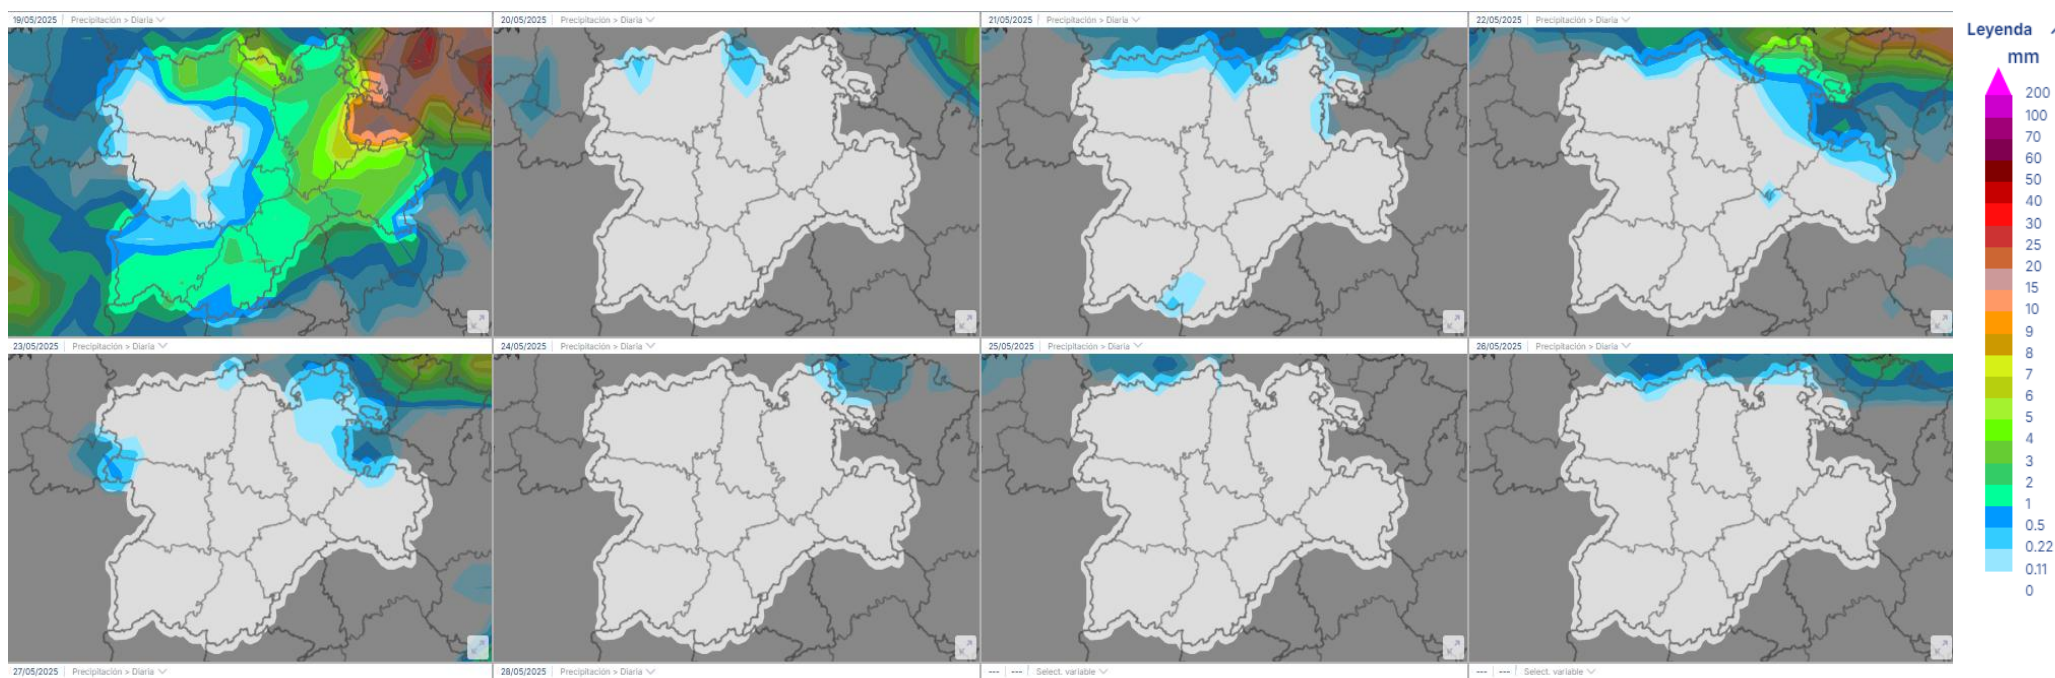 19/05/2025 Precipitación > Diaria
20/05/2025 Precipitación > Diaria
21/05/2025 Precipitación > Diaria
22/05/2025 Precipitación > Diaria
Leyenda
mm
200
100
70
60
50
40
30
25
20
15
10
9
8
7
6
5
4
3
2
1
0.5
0.22
0.11
0
23/05/2025 Precipitación > Diaria
24/05/2025 Precipitación > Diaria
25/05/2025 Precipitación > Diaria
26/05/2025 Precipitación > Diaria
27/05/2025 Precipitación > Diaria
28/05/2025 Precipitación > Diaria
--- --- Select. variable
--- --- Select. variable